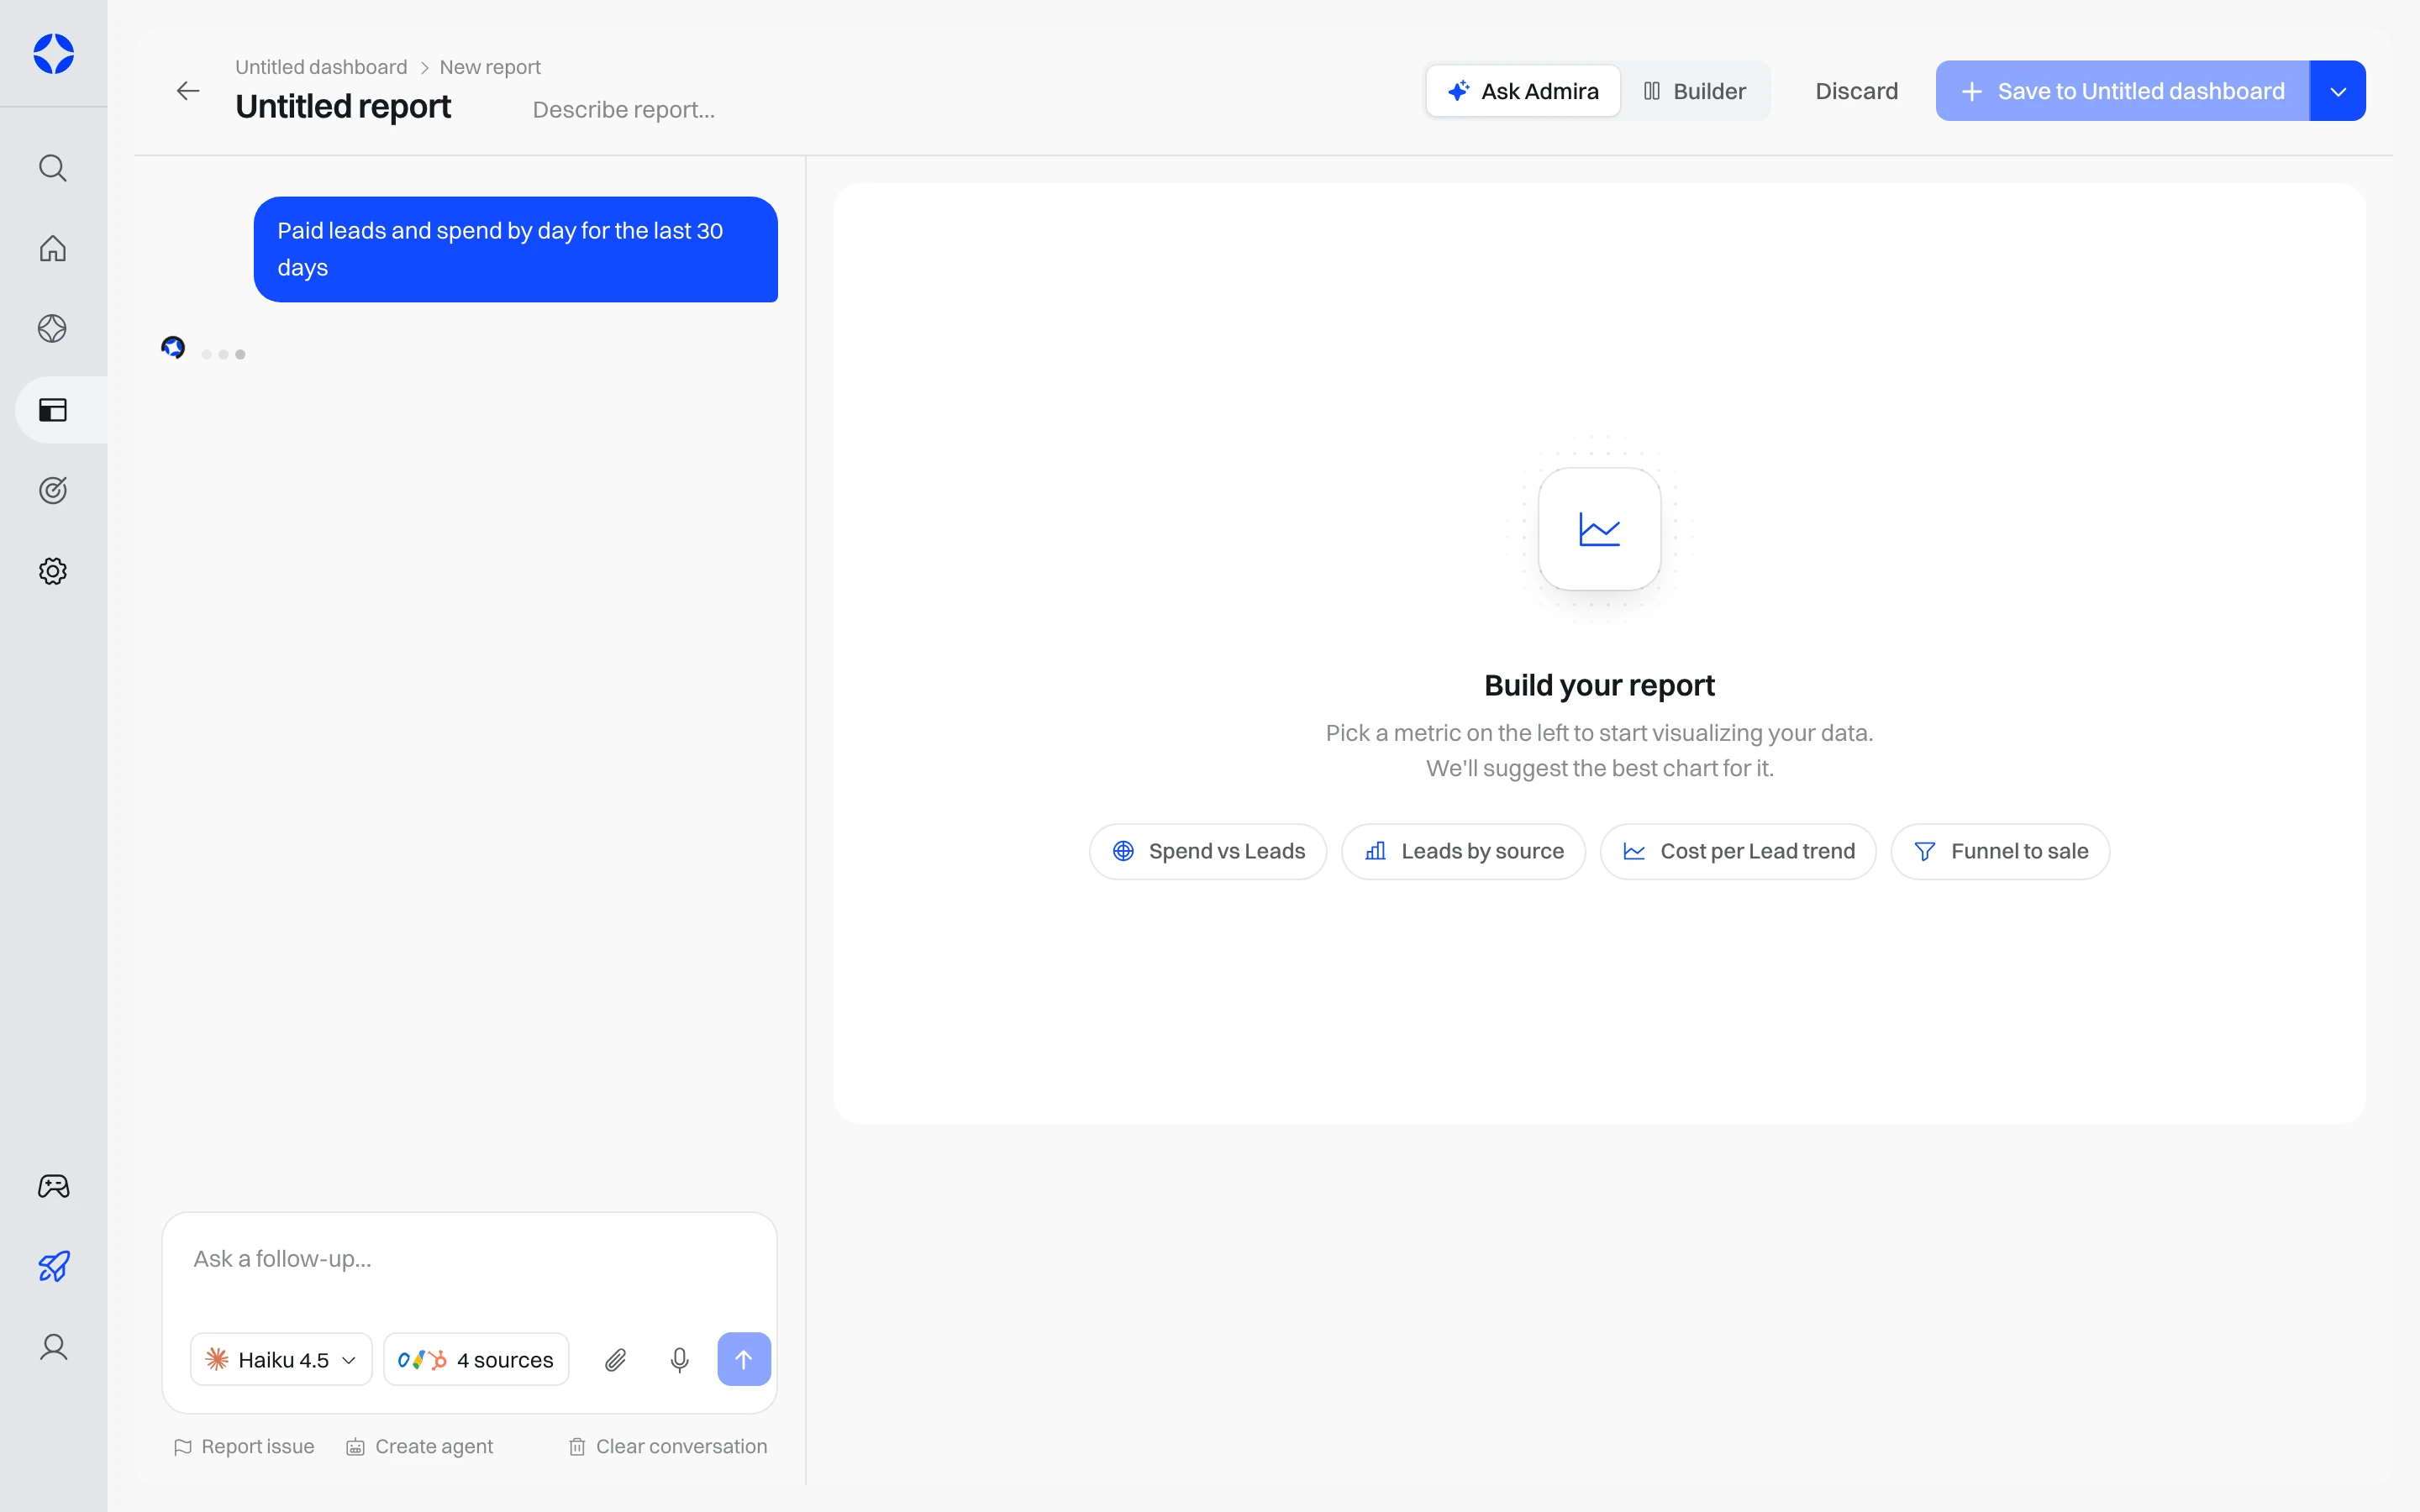 Untitled dashboard > New report
Untitled report
Describe report...
Ask Admira
Builder
Discard
+ Save to Untitled dashboard
Paid leads and spend by day for the last 30
days
Build your report
Pick a metric on the left to start visualizing your data.
We'll suggest the best chart for it.
Spend vs Leads
Leads by source
Cost per Lead trend
Funnel to sale
Ask a follow-up...
Haiku 4.5
4 sources
Report issue
Create agent
Clear conversation